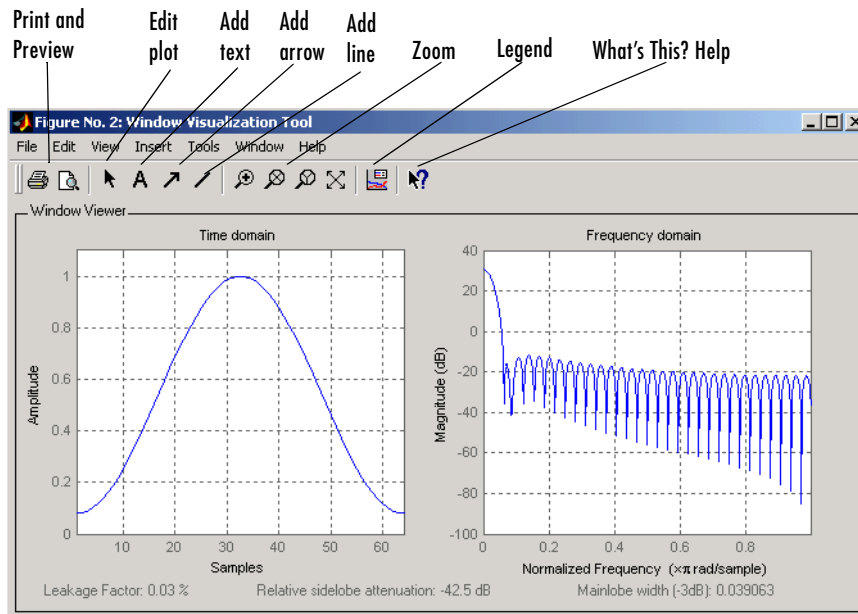 Print and Preview
Edit plot
Add text
Add arrow
Add line
Zoom
Legend
What's This? Help
Figure No. 2: Window Visualization Tool
File Edit View Insert Tools Window Help
Window Viewer
Time domain
Amplitude
1
0.8
0.6
0.4
0.2
0
10 20 30 40 50 60
Samples
Frequency domain
Magnitude (dB)
40
20
0
-20
-40
-60
-80
-100
0 0.2 0.4 0.6 0.8
Normalized Frequency (×π rad/sample)
Leakage Factor: 0.03 %
Relative sidelobe attenuation: -42.5 dB
Mainlobe width (-3dB): 0.039063